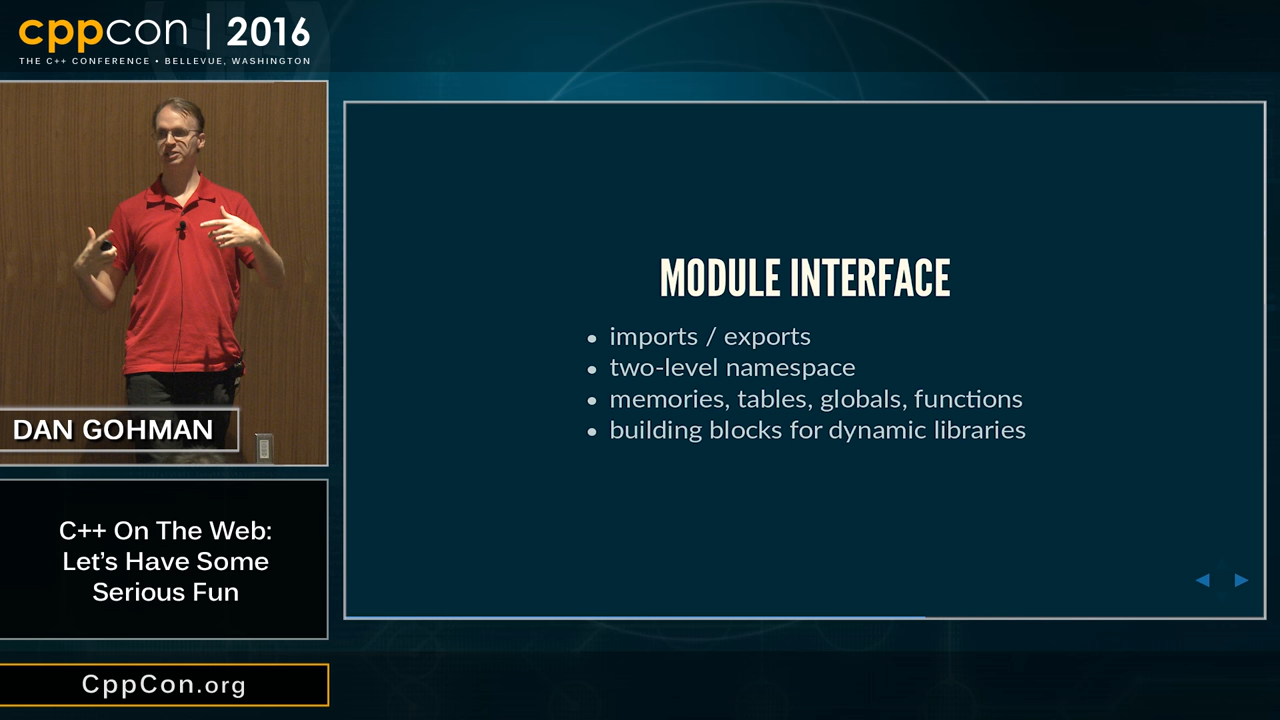 cppcon | 2016
THE C++ CONFERENCE • BELLEVUE, WASHINGTON
DAN GOHMAN
C++ On The Web:
Let's Have Some
Serious Fun
CppCon.org
MODULE INTERFACE
• imports / exports
• two-level namespace
• memories, tables, globals, functions
• building blocks for dynamic libraries